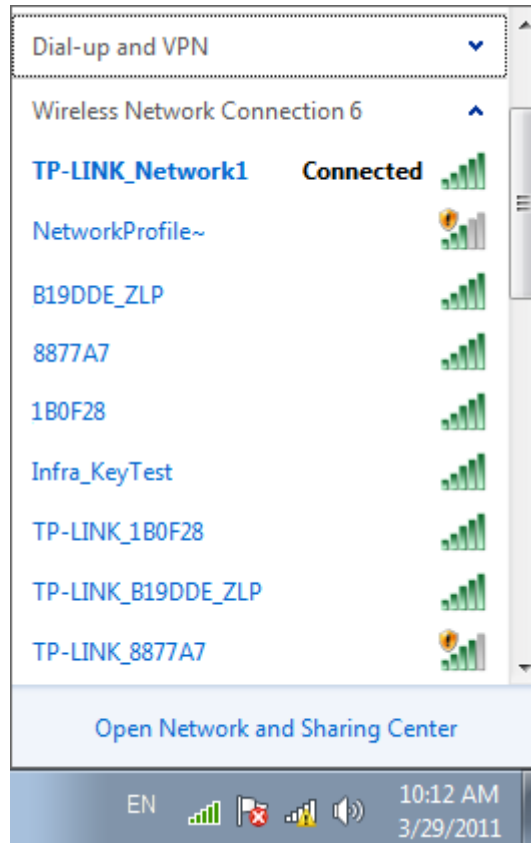 Dial-up and VPN
Wireless Network Connection 6
TP-LINK_Network1 Connected
NetworkProfile~
B19DDE_ZLP
8877A7
1B0F28
Infra_KeyTest
TP-LINK_1B0F28
TP-LINK_B19DDE_ZLP
TP-LINK_8877A7
Open Network and Sharing Center
EN 10:12 AM
3/29/2011